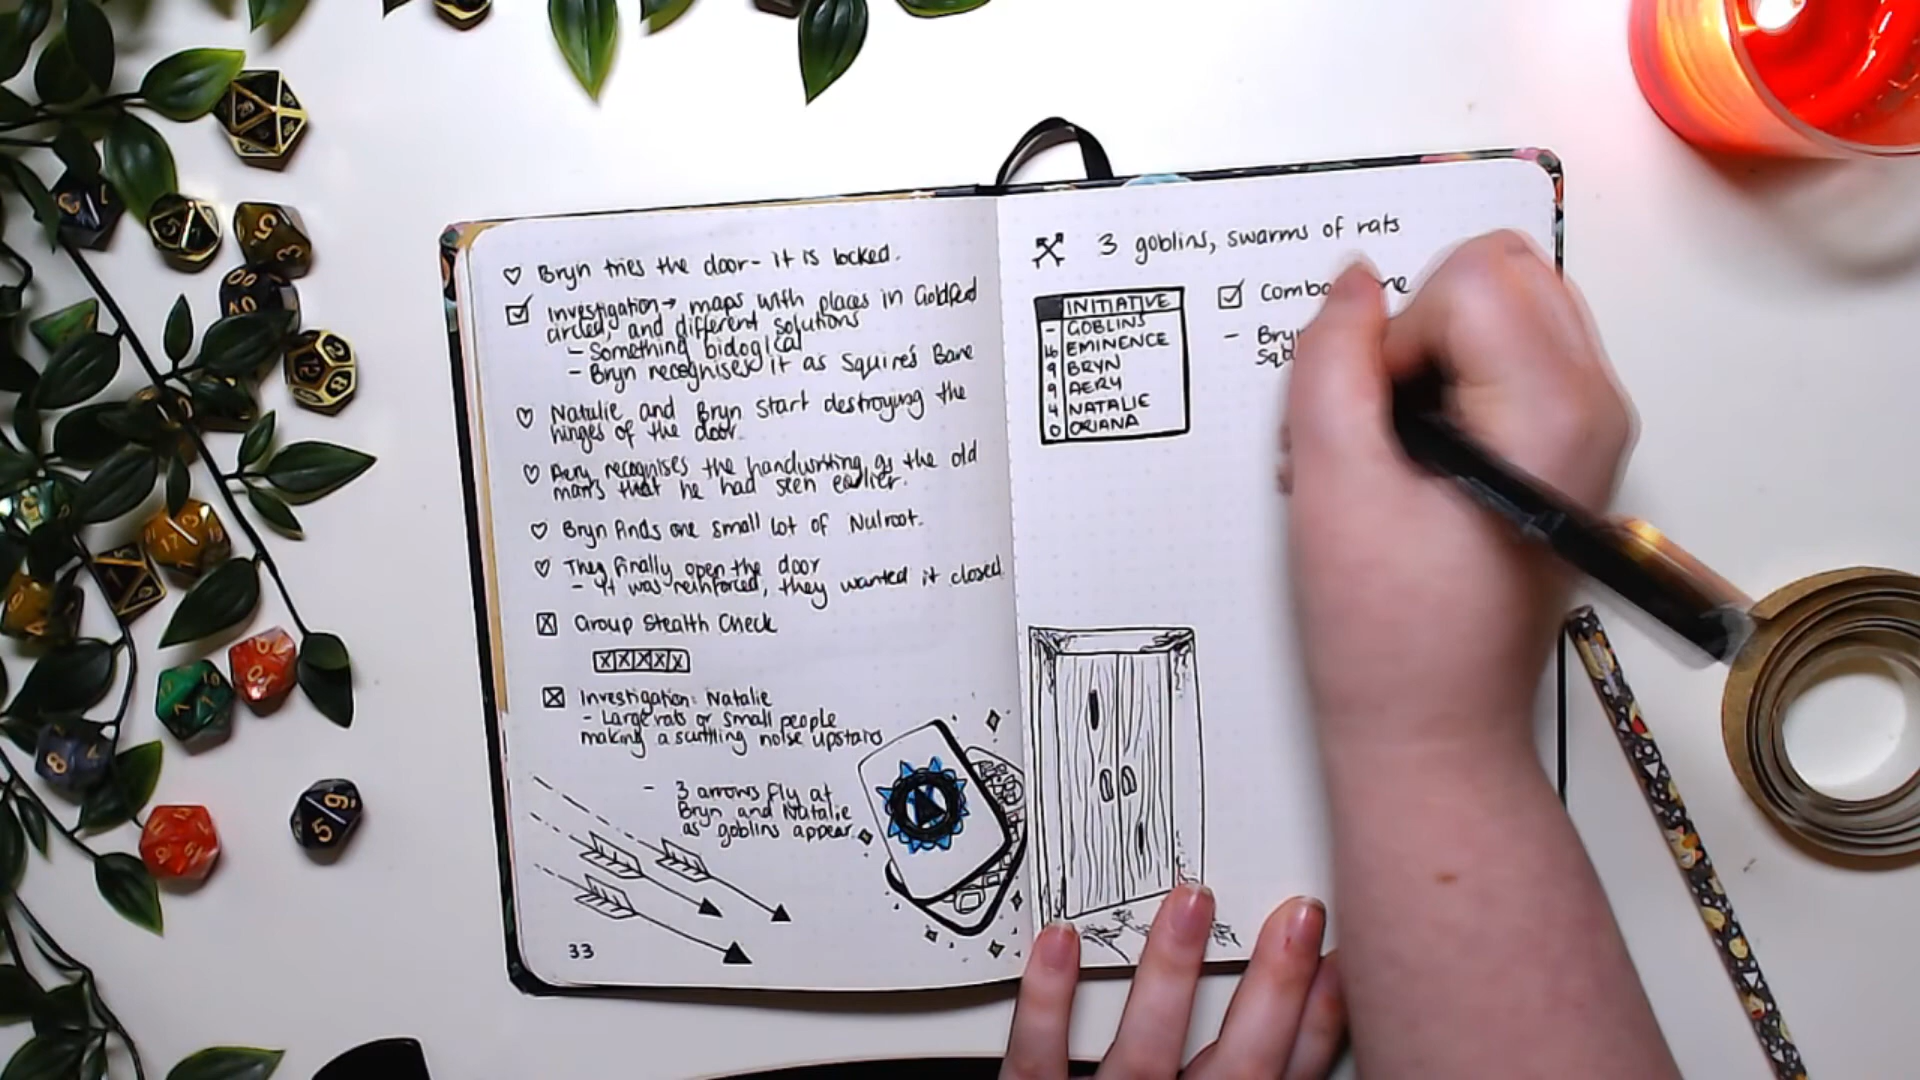 Bryn tries the door - it is locked.
Investigation → maps with places in Goldred
circled, and different solutions
- Something biological
- Bryn recognises it as Squire's Bane
Natalie and Bryn start destroying the
hinges of the door.
Aery recognises the handwriting as the old
man's that he had seen earlier.
Bryn finds one small lot of Nulroot.
They finally open the door
- It was reinforced, they wanted it closed.
Group Stealth Check
X X X X X
Investigation: Natalie
- Large rats or small people
making a scuttling noise upstairs
- 3 arrows fly at
Bryn and Natalie
as goblins appear.
33
3 goblins, swarms of rats
INITIATIVE
- GOBLINS
16 EMINENCE
9 BRYN
9 AERY
4 NATALIE
0 ORIANA